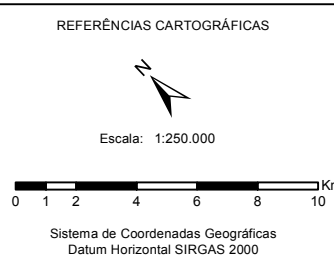 REFERÊNCIAS CARTOGRÁFICAS
N
Escala: 1:250.000
Km
0 1 2 4 6 8 10
Sistema de Coordenadas Geográficas
Datum Horizontal SIRGAS 2000